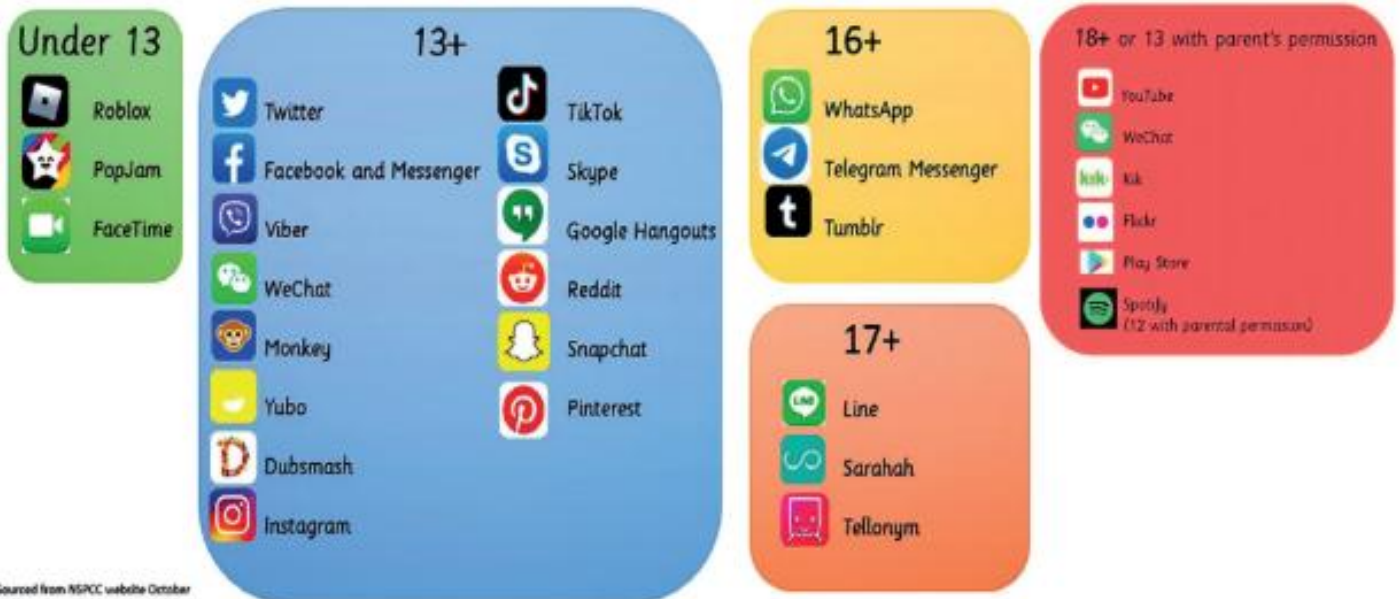 Under 13
Roblox
PopJam
FaceTime
13+
Twitter
Facebook and Messenger
Viber
WeChat
Monkey
Yubo
Dubsmash
Instagram
TikTok
Skype
Google Hangouts
Reddit
Snapchat
Pinterest
16+
WhatsApp
Telegram Messenger
Tumblr
17+
LINE
Line
Sarahah
Tellonym
18+ or 13 with parent's permission
YouTube
WeChat
kik
Kik
Flickr
Play Store
Spotify
(12 with parental permission)
Sourced from NSPCC website October